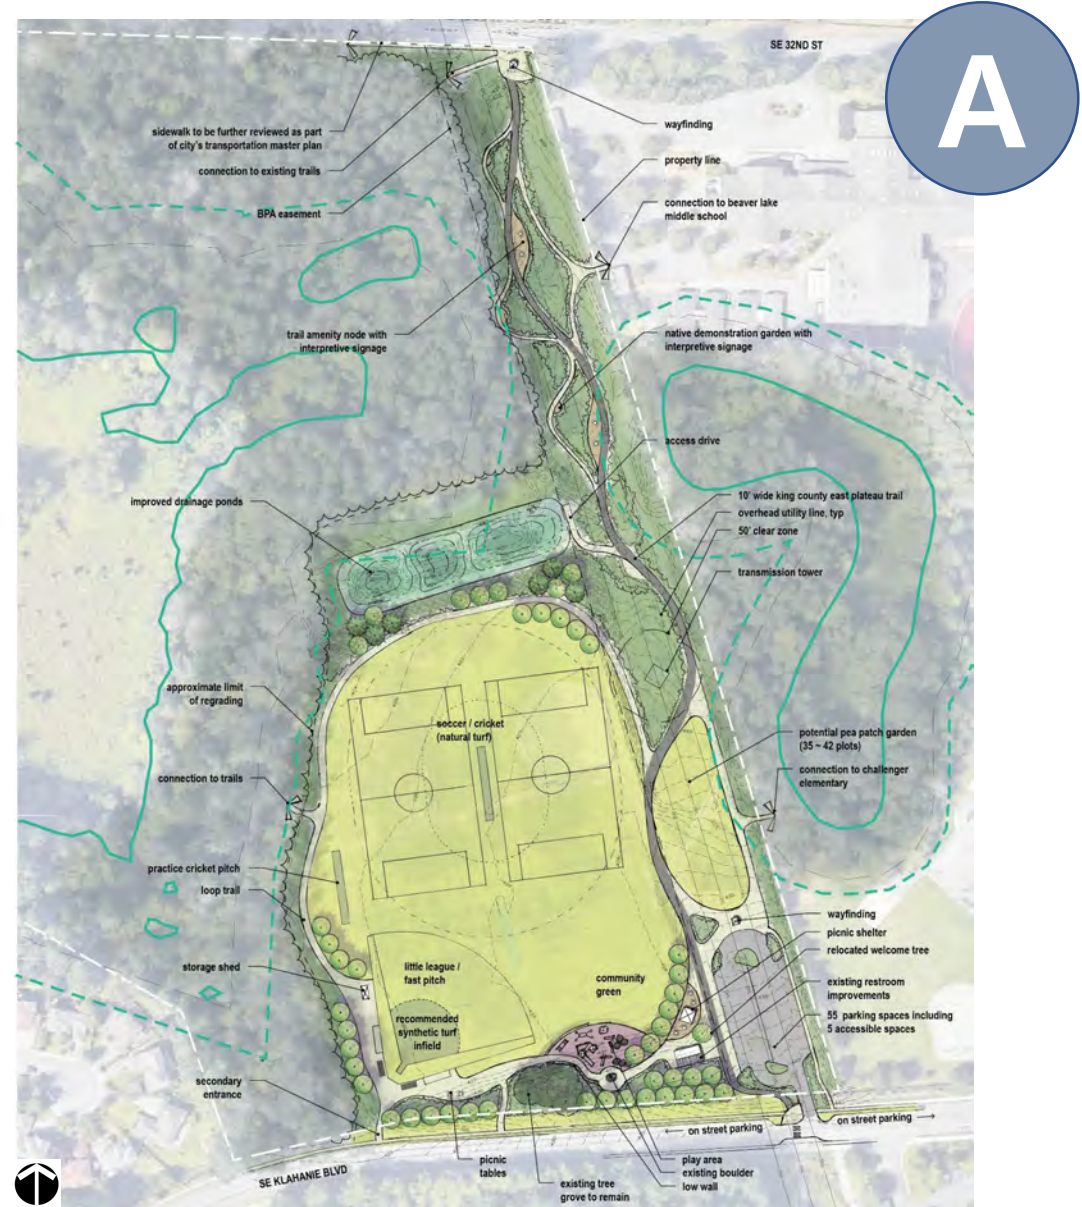 A
SE 32ND ST
wayfinding
sidewalk to be further reviewed as part
of city's transportation master plan
property line
connection to existing trails
connection to beaver lake
middle school
BPA easement
trail amenity node with
interpretive signage
native demonstration garden with
interpretive signage
access drive
improved drainage ponds
10' wide king county east plateau trail
overhead utility line, typ
50' clear zone
transmission tower
approximate limit
of regrading
soccer / cricket
(natural turf)
potential pea patch garden
(35 ~ 42 plots)
connection to trails
connection to challenger
elementary
practice cricket pitch
loop trail
wayfinding
picnic shelter
relocated welcome tree
storage shed
little league /
fast pitch
community
green
existing restroom
improvements
recommended
synthetic turf
infield
55 parking spaces including
5 accessible spaces
secondary
entrance
on street parking
on street parking
picnic
tables
play area
existing boulder
low wall
SE KLAHANIE BLVD
existing tree
grove to remain